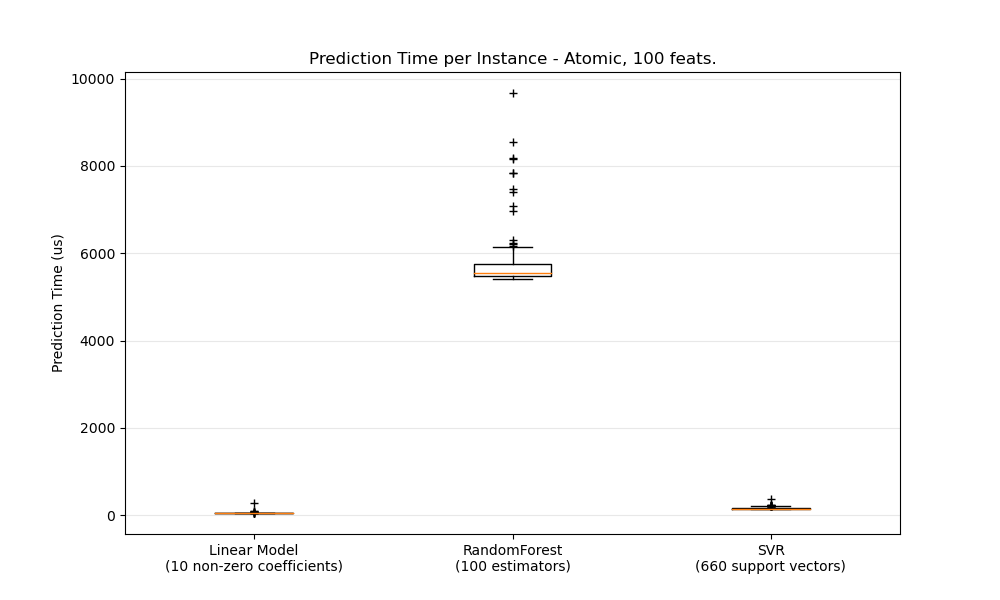 Prediction Time per Instance - Atomic, 100 feats.
Prediction Time (us)
10000
8000
6000
4000
2000
0
Linear Model
(10 non-zero coefficients)
RandomForest
(100 estimators)
SVR
(660 support vectors)